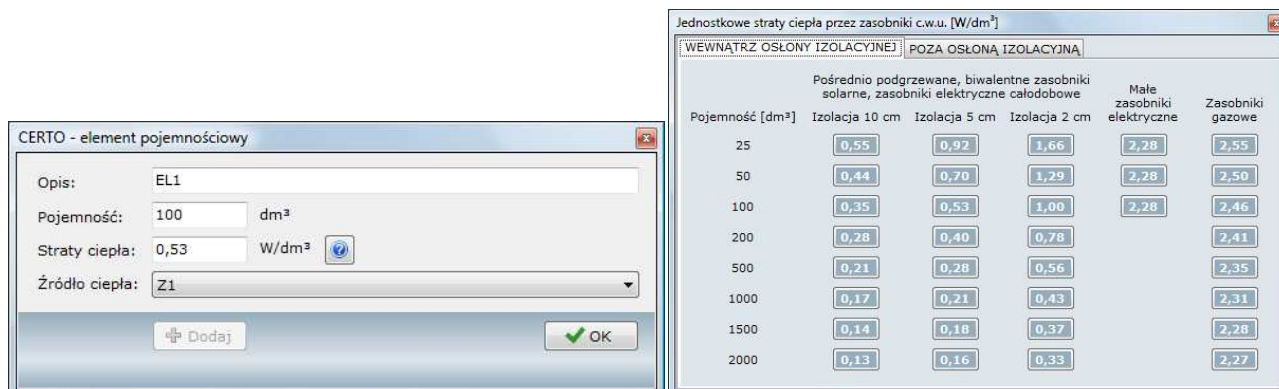 CERTO - element pojemnościowy
Opis: EL1
Pojemność: 100 dm³
Straty ciepła: 0,53 W/dm³
Źródło ciepła: Z1
Dodaj OK
Jednostkowe straty ciepła przez zasobniki c.w.u. [W/dm³]
WEWNĄTRZ OSŁONY IZOLACYJNEJ POZA OSŁONĄ IZOLACYJNĄ
Pośrednio podgrzewane, biwalentne zasobniki
solarne, zasobniki elektryczne całodobowe
Małe
zasobniki
elektryczne
Zasobniki
gazowe
Pojemność [dm³] Izolacja 10 cm Izolacja 5 cm Izolacja 2 cm
25 0,55 0,92 1,66 2,28 2,55
50 0,44 0,70 1,29 2,28 2,50
100 0,35 0,53 1,00 2,28 2,46
200 0,28 0,40 0,78 2,41
500 0,21 0,28 0,56 2,35
1000 0,17 0,21 0,43 2,31
1500 0,14 0,18 0,37 2,28
2000 0,13 0,16 0,33 2,27